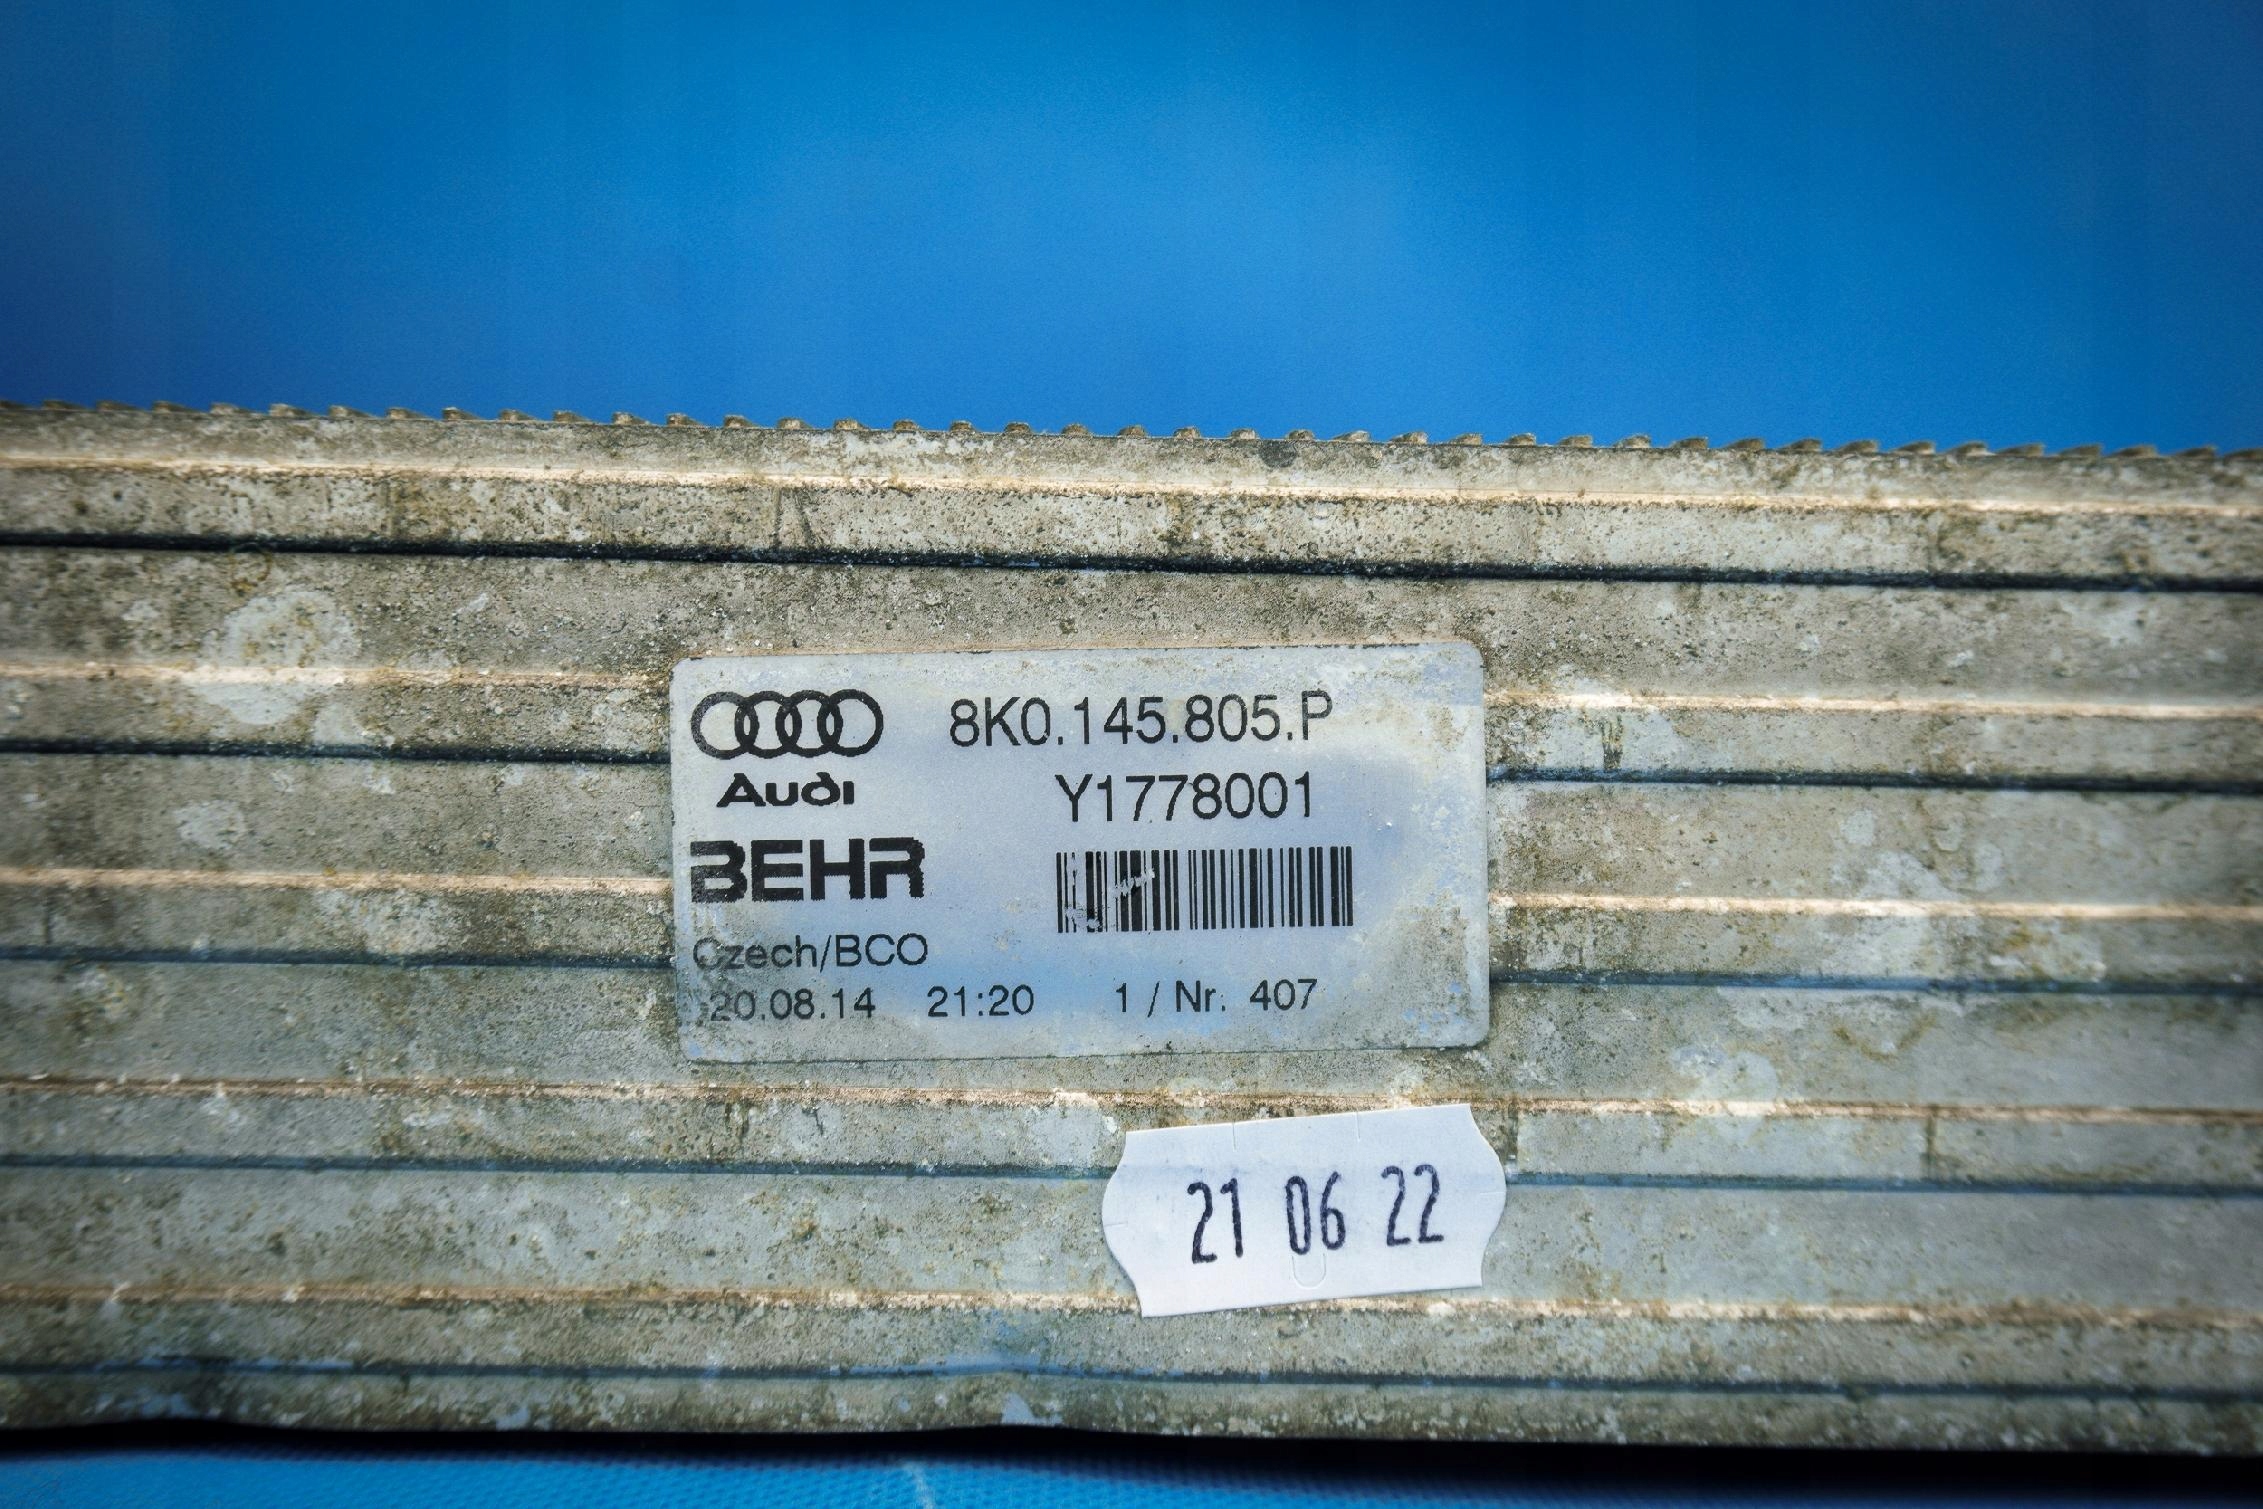 8K0.145.805.P
Audi
Y1778001
BEHR
Czech/BCO
20.08.14 21:20 1 / Nr. 407
21 06 22